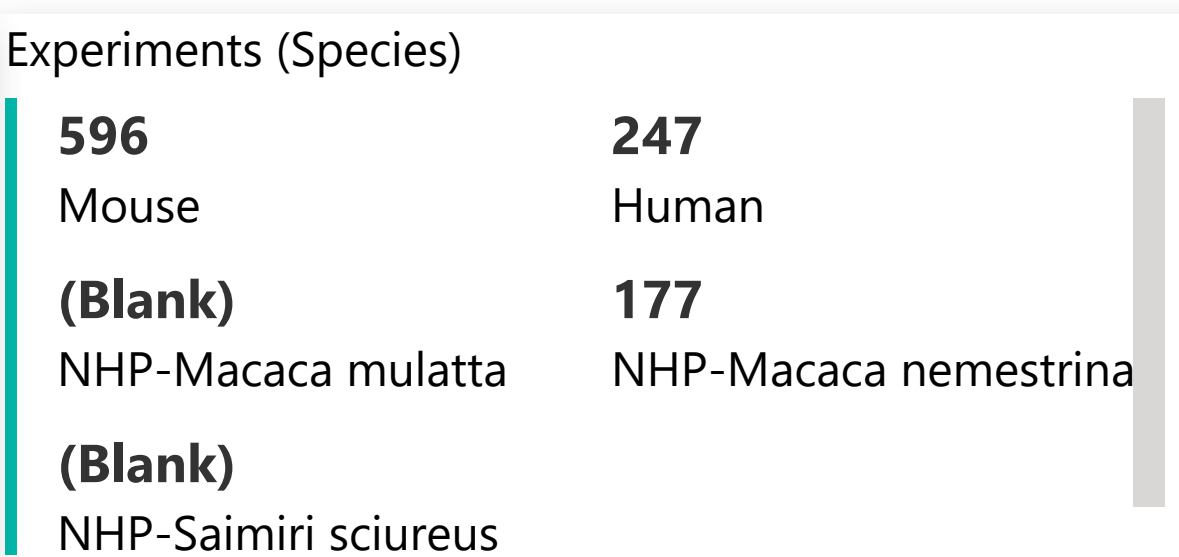 Experiments (Species)
596
Mouse
247
Human
(Blank)
NHP-Macaca mulatta
177
NHP-Macaca nemestrina
(Blank)
NHP-Saimiri sciureus